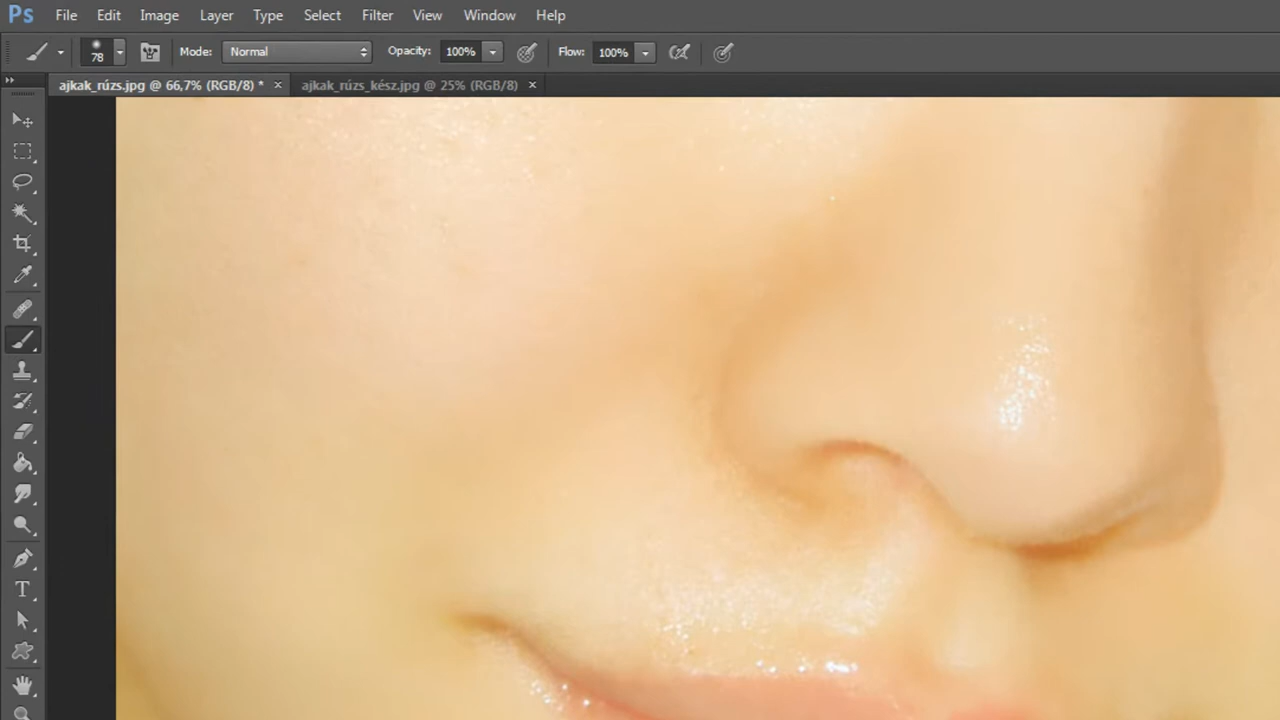 Ps File Edit Image Layer Type Select Filter View Window Help
78 Mode: Normal Opacity: 100% Flow: 100%
ajkak_rúzs.jpg @ 66,7% (RGB/8) * × ajkak_rúzs_kész.jpg @ 25% (RGB/8) ×
T